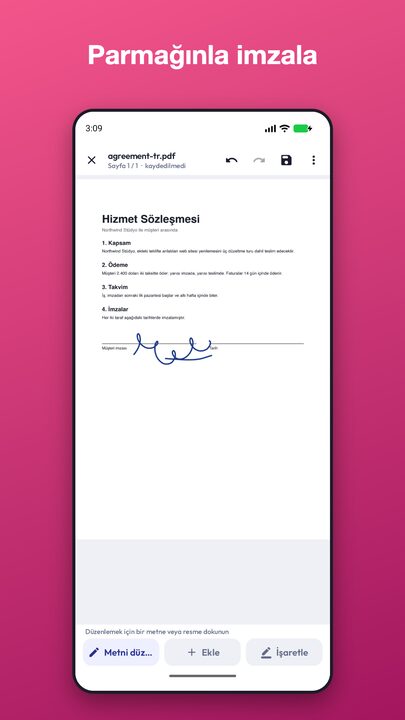 Parmağınla imzala
3:09
agreement-tr.pdf
Sayfa 1 / 1 · kaydedilmedi
Hizmet Sözleşmesi
Northwind Stüdyo ile müşteri arasında
1. Kapsam
Northwind Stüdyo, ekteki teklifte anlatılan web sitesi yenilemesini üç düzeltme turu dahil teslim edecektir.
2. Ödeme
Müşteri 2.400 doları iki taksitte öder: yarısı imzaca, yarısı teslimde. Faturalar 14 gün içinde ödenir.
3. Takvim
İş, imzadan sonraki ilk pazartesi başlar ve altı hafta içinde biter.
4. İmzalar
Her iki taraf aşağıdaki tarihlerde imzalamıştır.
Müşteri imzası Tarih
Düzenlemek için bir metne veya resme dokunun
Metni düz...
Ekle
İşaretle